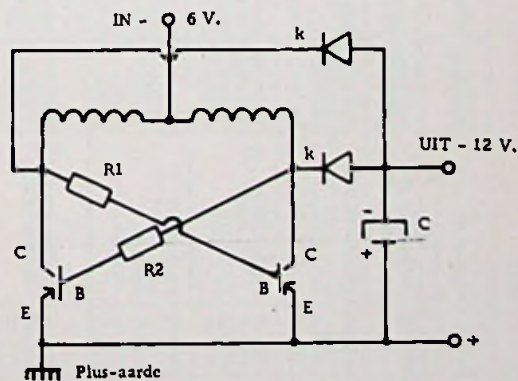 IN - 6 V.
k
k
UIT - 12 V.
R1
R2
- C
+
C
B
E
C
B
E
+
Plus-aarde